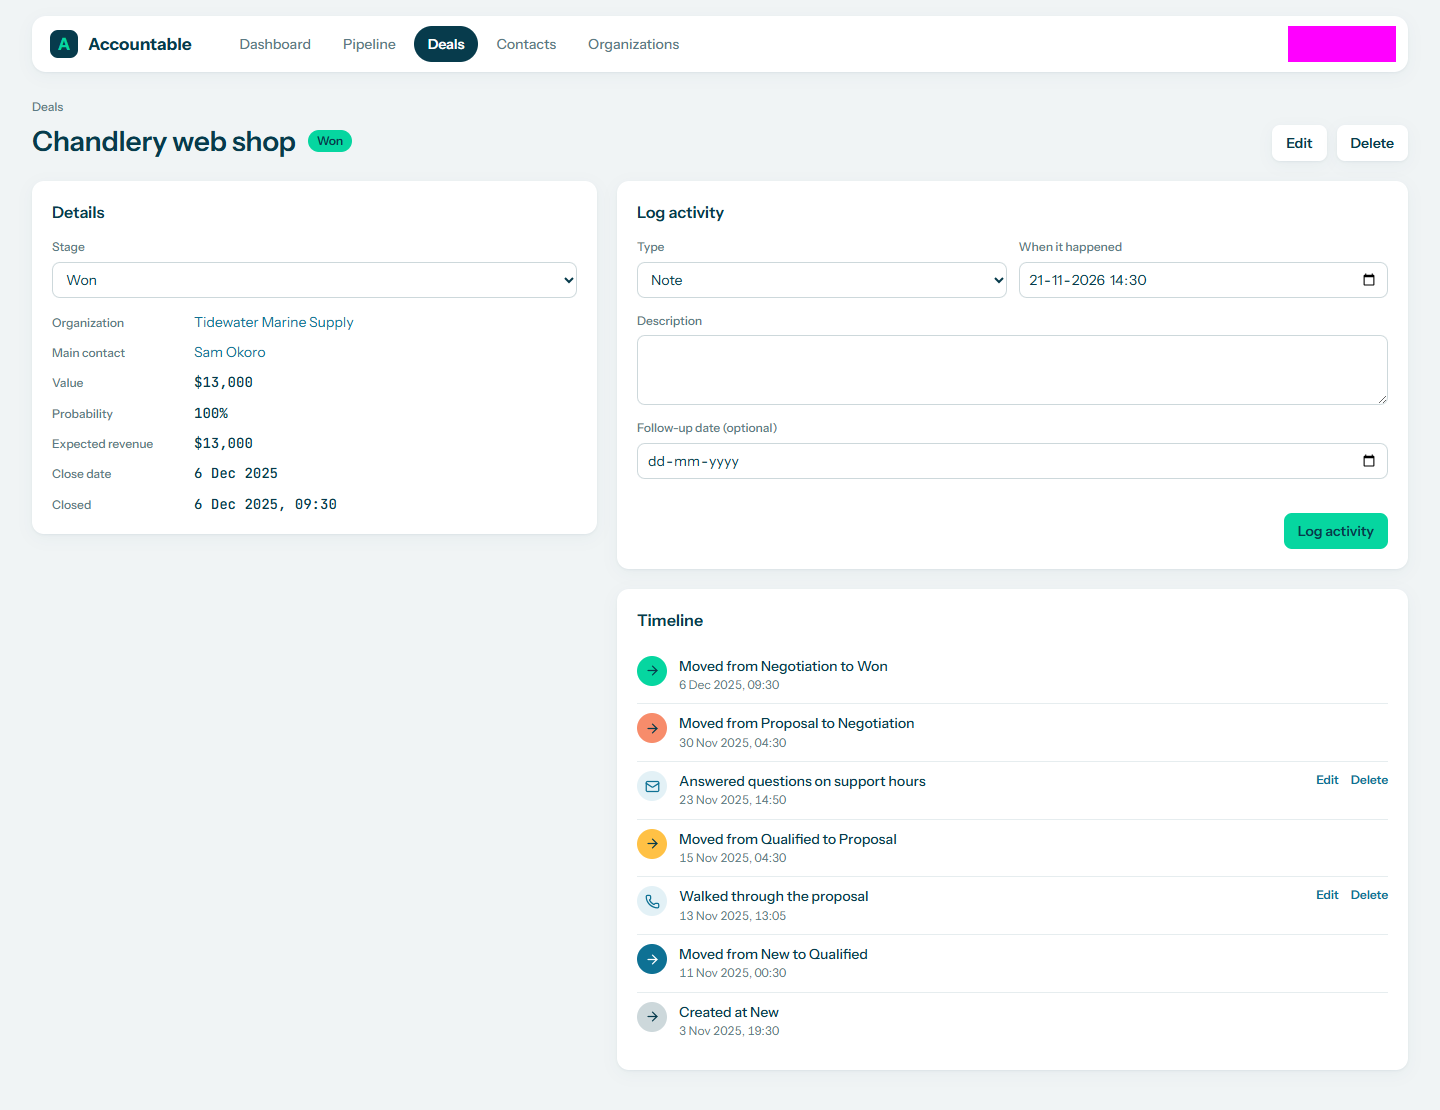 A Accountable Dashboard Pipeline Deals Contacts Organizations
Deals
Chandlery web shop Won
Edit Delete
Details
Stage
Won
Organization Tidewater Marine Supply
Main contact Sam Okoro
Value $13,000
Probability 100%
Expected revenue $13,000
Close date 6 Dec 2025
Closed 6 Dec 2025, 09:30
Log activity
Type When it happened
Note 21-11-2026 14:30
Description
Follow-up date (optional)
dd-mm-yyyy
Log activity
Timeline
Moved from Negotiation to Won
6 Dec 2025, 09:30
Moved from Proposal to Negotiation
30 Nov 2025, 04:30
Answered questions on support hours Edit Delete
23 Nov 2025, 14:50
Moved from Qualified to Proposal
15 Nov 2025, 04:30
Walked through the proposal Edit Delete
13 Nov 2025, 13:05
Moved from New to Qualified
11 Nov 2025, 00:30
Created at New
3 Nov 2025, 19:30